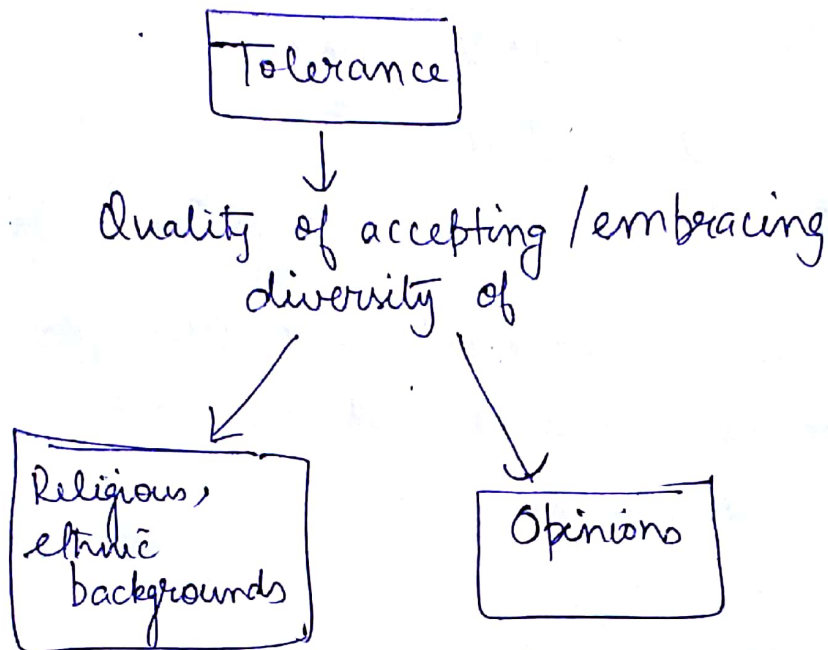 Tolerance
Quality of accepting / embracing
diversity of
Religious,
ethnic
backgrounds
Opinions